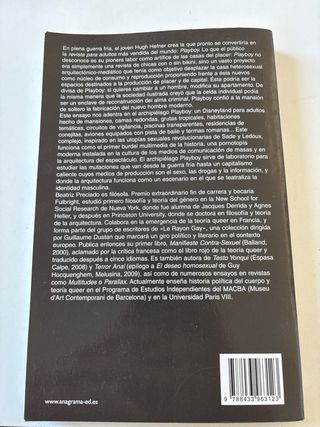 En plena guerra fría, el joven Hugh Hefner crea la que pronto se convertiría en
la revista para adultos más vendida del mundo: Playboy. Lo que el público
no desconoce es su pionera labor como artífice de las casas del placer: Playboy no
era simplemente una revista de chicas con o sin bikini, sino un vasto proyecto
arquitectónico-mediático que tenía como objetivo desplazar la casa heterosexual
como núcleo de consumo y reproducción proponiendo frente a ésta nuevos
espacios destinados a la producción de placer y de capital. Esta podría ser la
divisa de Playboy: si quieres cambiar a un hombre, modifica su apartamento. De
la misma manera que la sociedad ilustrada creyó que la celda individual podía
ser un enclave de reconstrucción del alma criminal, Playboy confió a la mansión
de soltero la fabricación del nuevo hombre moderno.
Este ensayo nos adentra en el archipiélago Playboy: un Disneyland para adultos
hecho de mansiones, camas redondas, grutas tropicales, habitaciones
temáticas, circuitos de vigilancia, piscinas transparentes, residencias de
conejitas, aviones equipados con pista de baile y termas romanas... Este
complejo, inspirado en las utopías sexuales revolucionarias de Sade y Ledoux,
funciona como el primer burdel multimedia de la historia, una pornotopía
moderna instalada en la cultura de los medios de comunicación de masas y en
la arquitectura del espectáculo. El archipiélago Playboy sirve de laboratorio para
estudiar las mutaciones que van desde la guerra fría hasta un capitalismo
caliente cuyos medios de producción son el sexo, las drogas y la información, y
donde la arquitectura funciona como un escenario en el que se teatraliza la
identidad masculina.
Beatriz Preciado es filósofa. Premio extraordinario fin de carrera y becaria
Fulbright, estudió primero filosofía y teoría del género en la New School for
Social Research de Nueva York, donde fue alumna de Jacques Derrida y Agnes
Heller, y después en Princeton University, donde se doctora en filosofía y teoría
de la arquitectura. Colabora en la emergencia de la teoría queer en Francia, y
forma parte del grupo de escritores de «Le Rayon Gay», una colección dirigida
por Guillaume Dustan que marcará un giro político y literario en el contexto
europeo. Publica entonces su primer libro, Manifiesto Contra-Sexuel (Balland,
2000), aclamado por la crítica francesa como el libro rojo de la teoría queer y
traducido después a cinco idiomas. Es también autora de Testo Yonqui (Espasa
Calpe, 2008) y Terror Anal (epílogo a El deseo homosexual de Guy
Hocquenghem, Melusina, 2009), así como de numerosos ensayos en revistas
como Multitudes o Parallax. Actualmente enseña historia política del cuerpo y
teoría queer en el Programa de Estudios Independientes del MACBA (Museu
d'Art Contemporani de Barcelona) y en la Universidad Paris VIII.
www.anagrama-ed.es
9 788433 963123